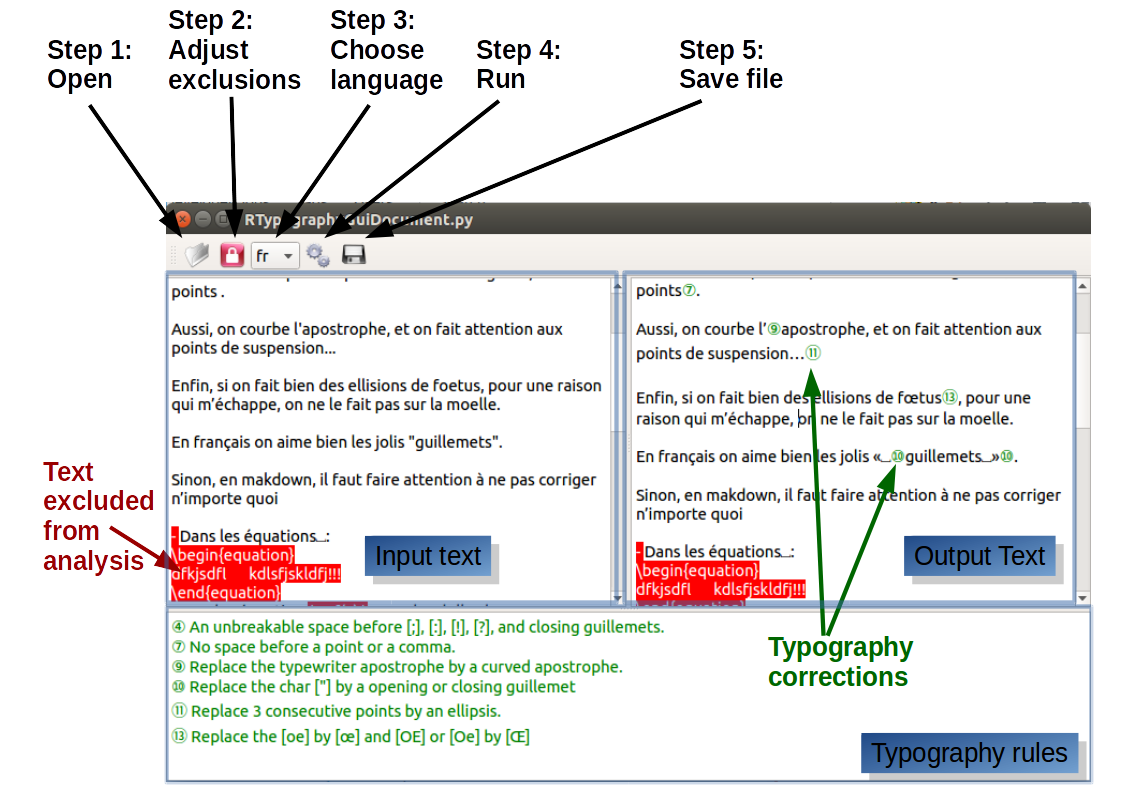 Step 1:
Open
Step 2:
Adjust
exclusions
Step 3:
Choose
language
Step 4:
Run
Step 5:
Save file
GuiDocument.py
fr
points .
Aussi, on courbe l'apostrophe, et on fait attention aux
points de suspension...
Enfin, si on fait bien des ellisions de foetus, pour une raison
qui m’échappe, on ne le fait pas sur la moelle.
En français on aime bien les jolis "guillemets".
Sinon, en makdown, il faut faire attention à ne pas corriger
n’importe quoi
- Dans les équations⎵:
\begin{equation}
dfkjsdfl kdlsfjskldfj!!!
\end{equation}
Input text
points⑦.
Aussi, on courbe l’⑨apostrophe, et on fait attention aux
points de suspension…⑪
Enfin, si on fait bien des ellisions de fœtus⑬, pour une
raison qui m’échappe, on ne le fait pas sur la moelle.
En français on aime bien les jolis «⎵⑩guillemets⎵»⑩.
Sinon, en makdown, il faut faire attention à ne pas corriger
n’importe quoi
- Dans les équations⎵:
\begin{equation}
dfkjsdfl kdlsfjskldfj!!!
Output Text
Text
excluded
from
analysis
④ An unbreakable space before [;], [:], [!], [?], and closing guillemets.
⑦ No space before a point or a comma.
⑨ Replace the typewriter apostrophe by a curved apostrophe.
⑩ Replace the char ["] by a opening or closing guillemet
⑪ Replace 3 consecutive points by an ellipsis.
⑬ Replace the [oe] by [œ] and [OE] or [Oe] by [Œ]
Typography
corrections
Typography rules